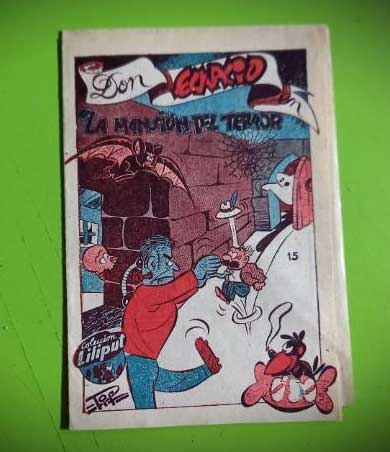 Don
LA MANSIÓN DEL TERROR
15
Colección
Liliput